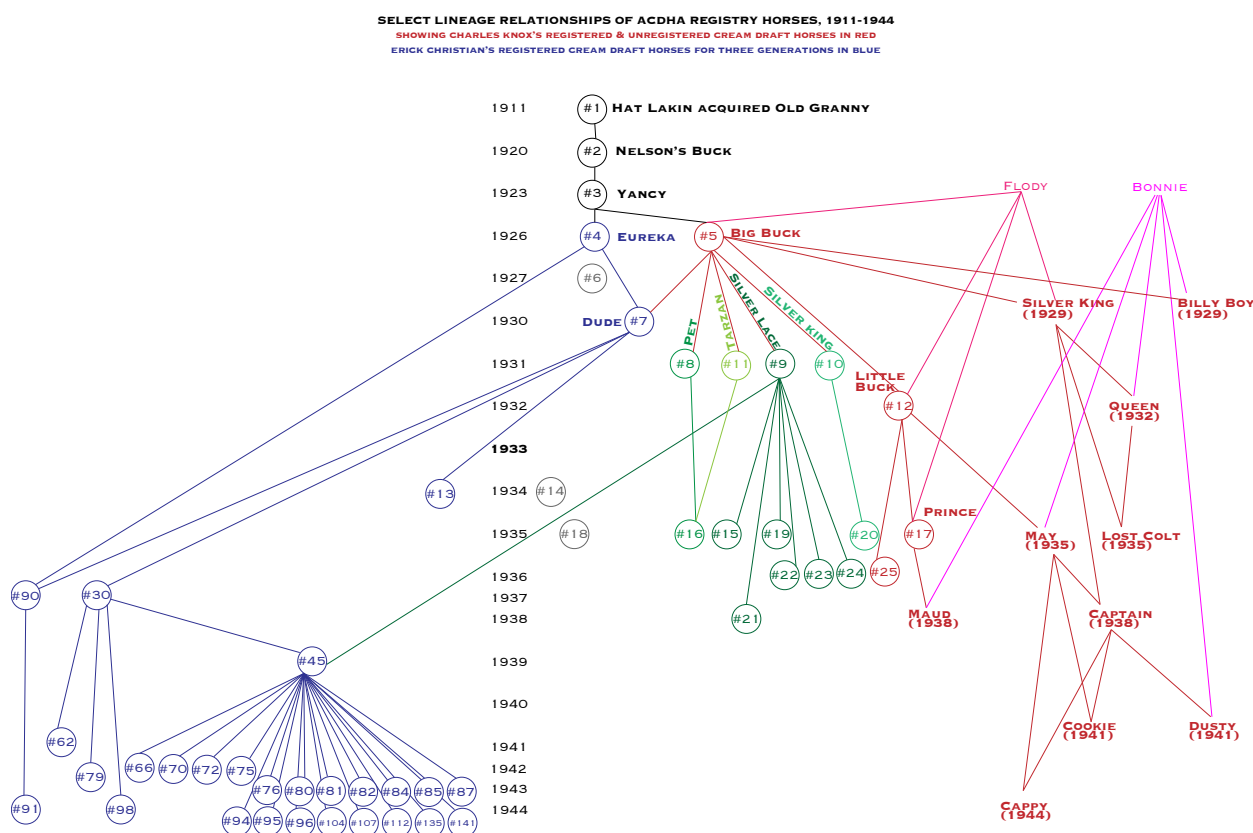 SELECT LINEAGE RELATIONSHIPS OF ACDHA REGISTRY HORSES, 1911-1944
SHOWING CHARLES KNOX'S REGISTERED & UNREGISTERED CREAM DRAFT HORSES IN RED
ERICK CHRISTIAN'S REGISTERED CREAM DRAFT HORSES FOR THREE GENERATIONS IN BLUE
1911 #1 HAT LAKIN ACQUIRED OLD GRANNY
1920 #2 NELSON'S BUCK
1923 #3 YANCY FLODY BONNIE
1926 #4 EUREKA #5 BIG BUCK
1927 #6
SILVER KING
(1929)
BILLY BOY
(1929)
1930 DUDE #7
PET
TARZAN
SILVER LACE
SILVER KING
1931 #8 #11 #9 #10
LITTLE
BUCK
1932 #12
QUEEN
(1932)
1933
#13 1934 #14
1935 #18 #16 #15 #19 #20 #17 PRINCE
MAY
(1935)
LOST COLT
(1935)
1936 #22 #23 #24 #25
#90 #30 1937
1938 #21
MAUD
(1938)
CAPTAIN
(1938)
#45 1939
1940
COOKIE
(1941)
DUSTY
(1941)
#62 1941
#79 #66 #70 #72 #75 1942
#76 #80 #81 #82 #84 #85 #87 1943
#91 #98 1944
CAPPY
(1944)
#94 #95 #96 #104 #107 #112 #135 #141